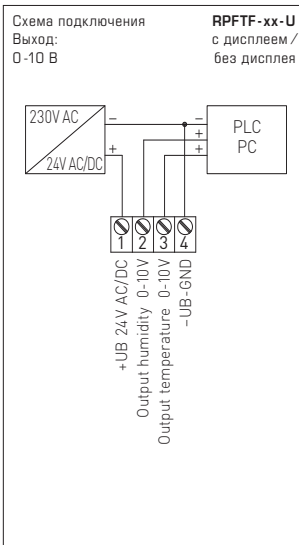 Схема подключения
Выход:
0-10 В
RPFTF-xx-U
с дисплеем /
без дисплея
230V AC
24V AC/DC
–
+
–
+
+
PLC
PC
1
2
3
4
+UB 24V AC/DC
Output humidity 0-10V
Output temperature 0-10V
–UB-GND